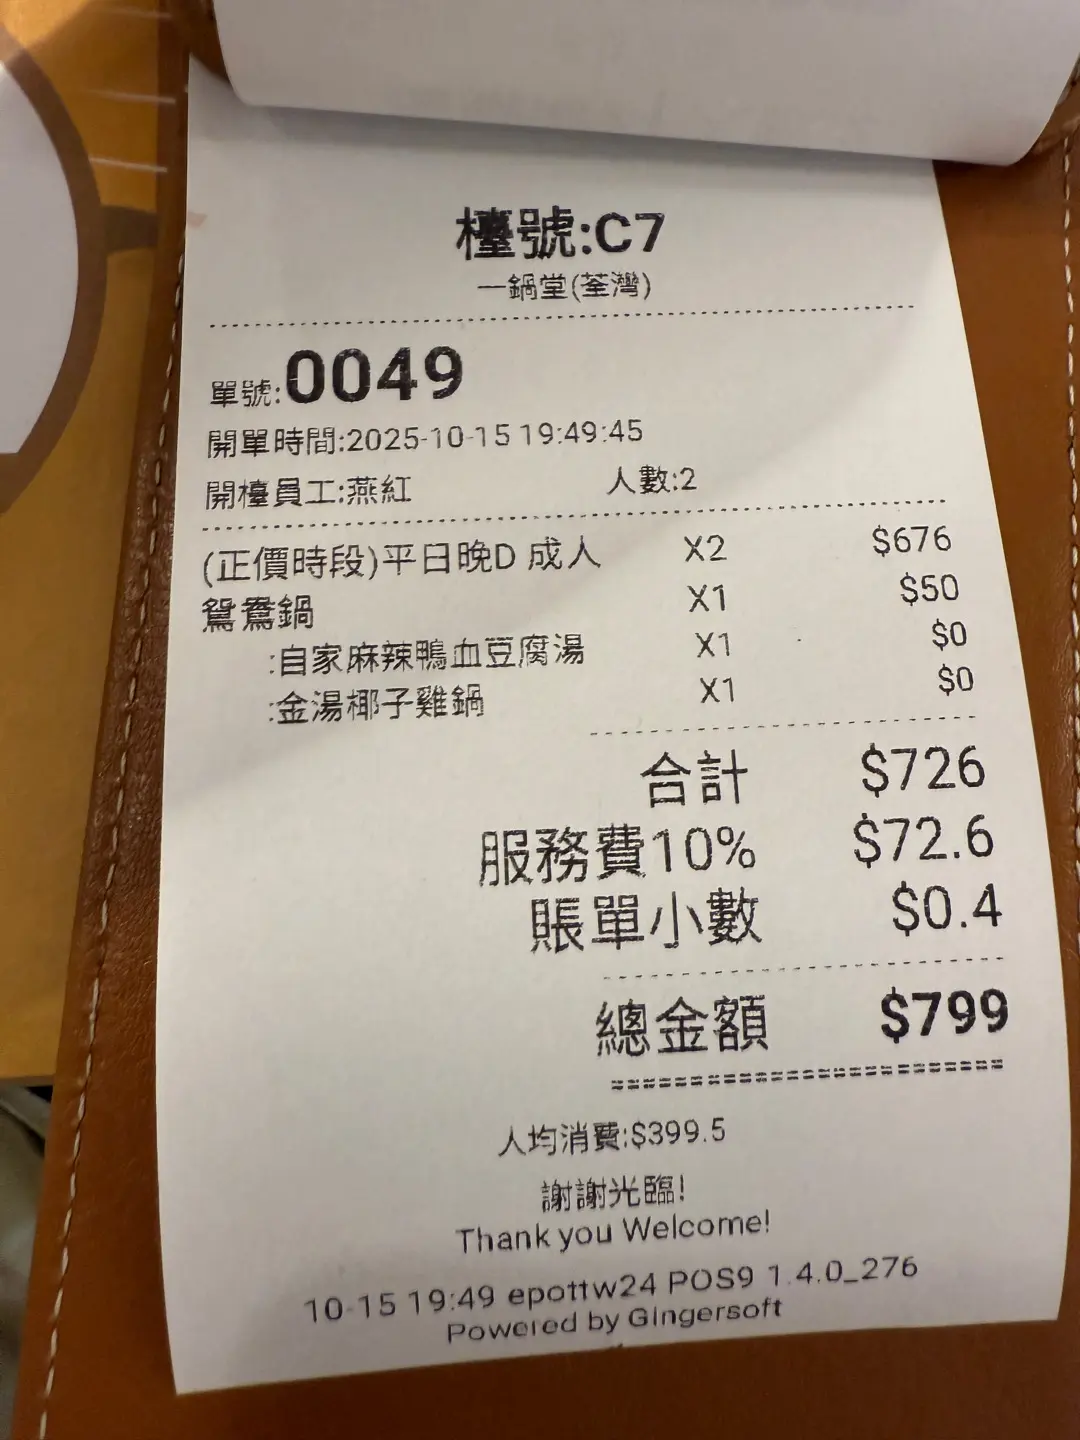 檯號:C7
一鍋堂(荃灣)
單號:0049
開單時間:2025-10-15 19:49:45
開檯員工:燕紅 人數:2
(正價時段)平日晚D 成人 X2 $676
鴛鴦鍋 X1 $50
:自家麻辣鴨血豆腐湯 X1 $0
:金湯椰子雞鍋 X1 $0
合計 $726
服務費10% $72.6
賬單小數 $0.4
總金額 $799
人均消費:$399.5
謝謝光臨!
Thank you Welcome!
10-15 19:49 epottw24 POS9 1.4.0_276
Powered by Gingersoft